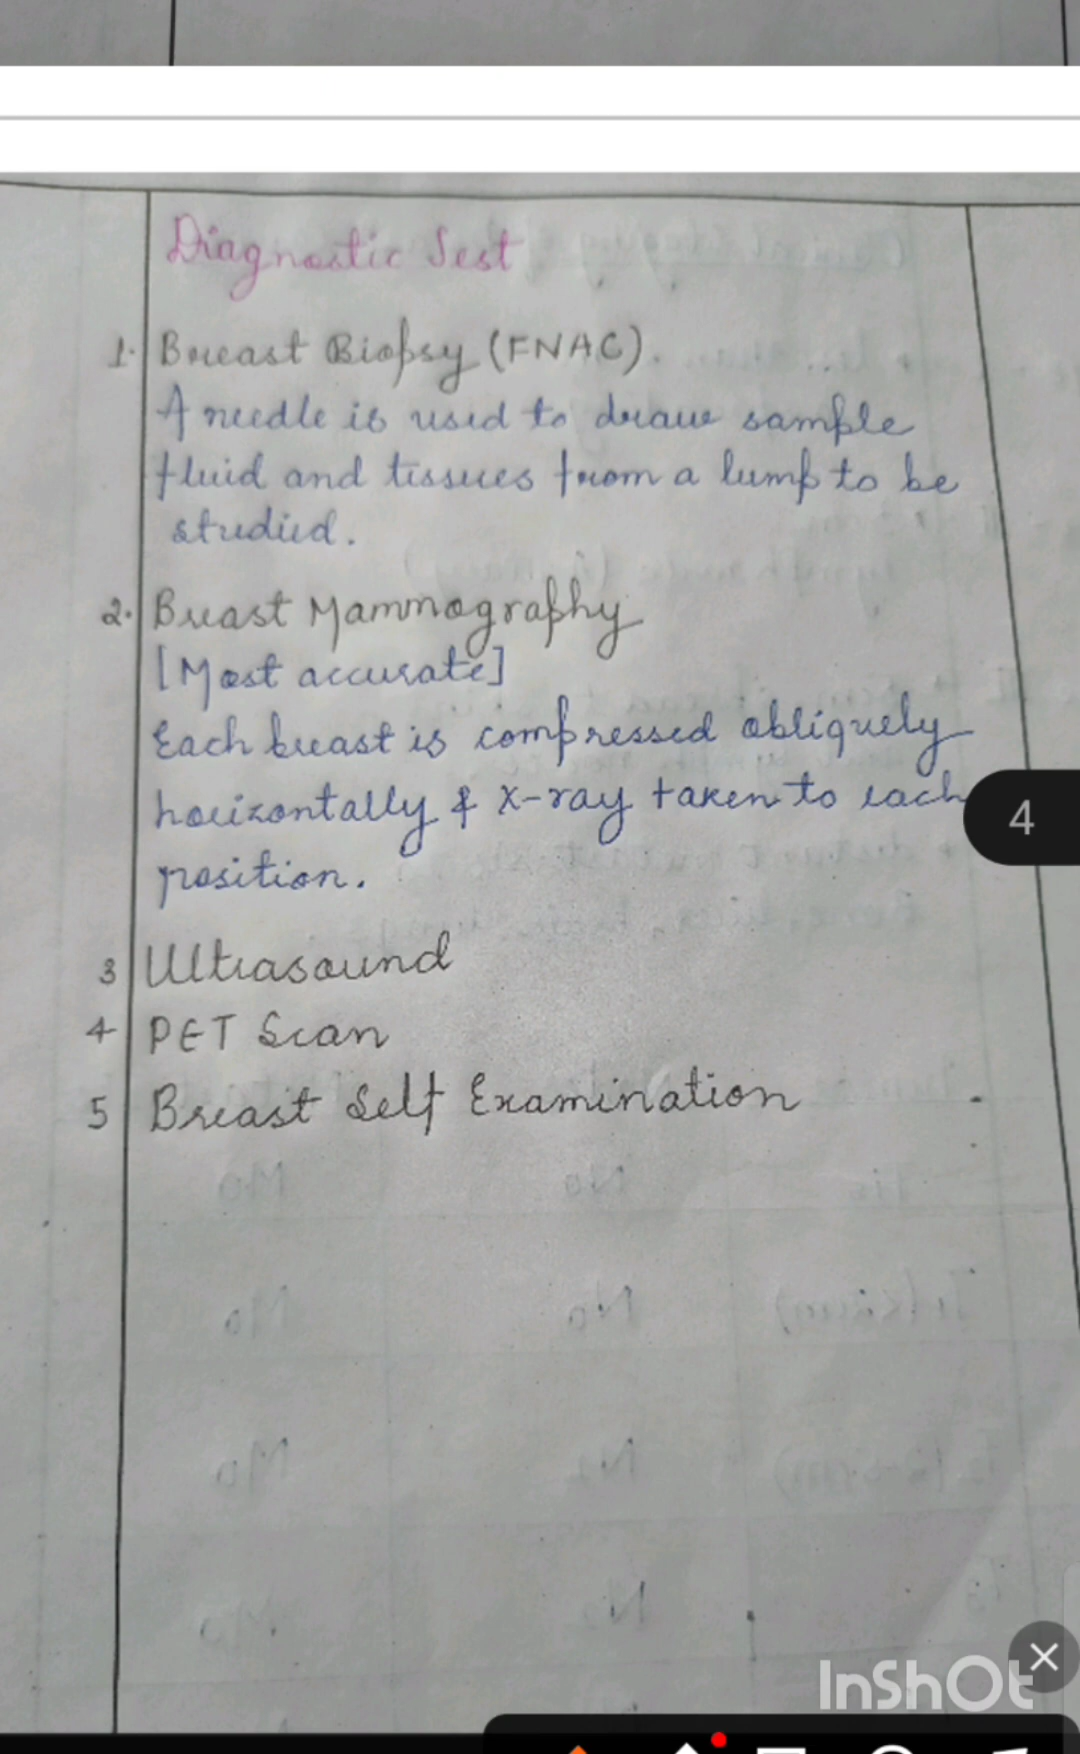 Diagnostic Test
1. Breast Biopsy (FNAC).
A needle is used to draw sample
fluid and tissues from a lump to be
studied.
2. Breast Mammography
[Most accurate]
Each breast is compressed obliquely
horizontally & X-ray taken to each
position.
3 Ultrasound
4 PET Scan
5 Breast Self Examination
4
InShOt